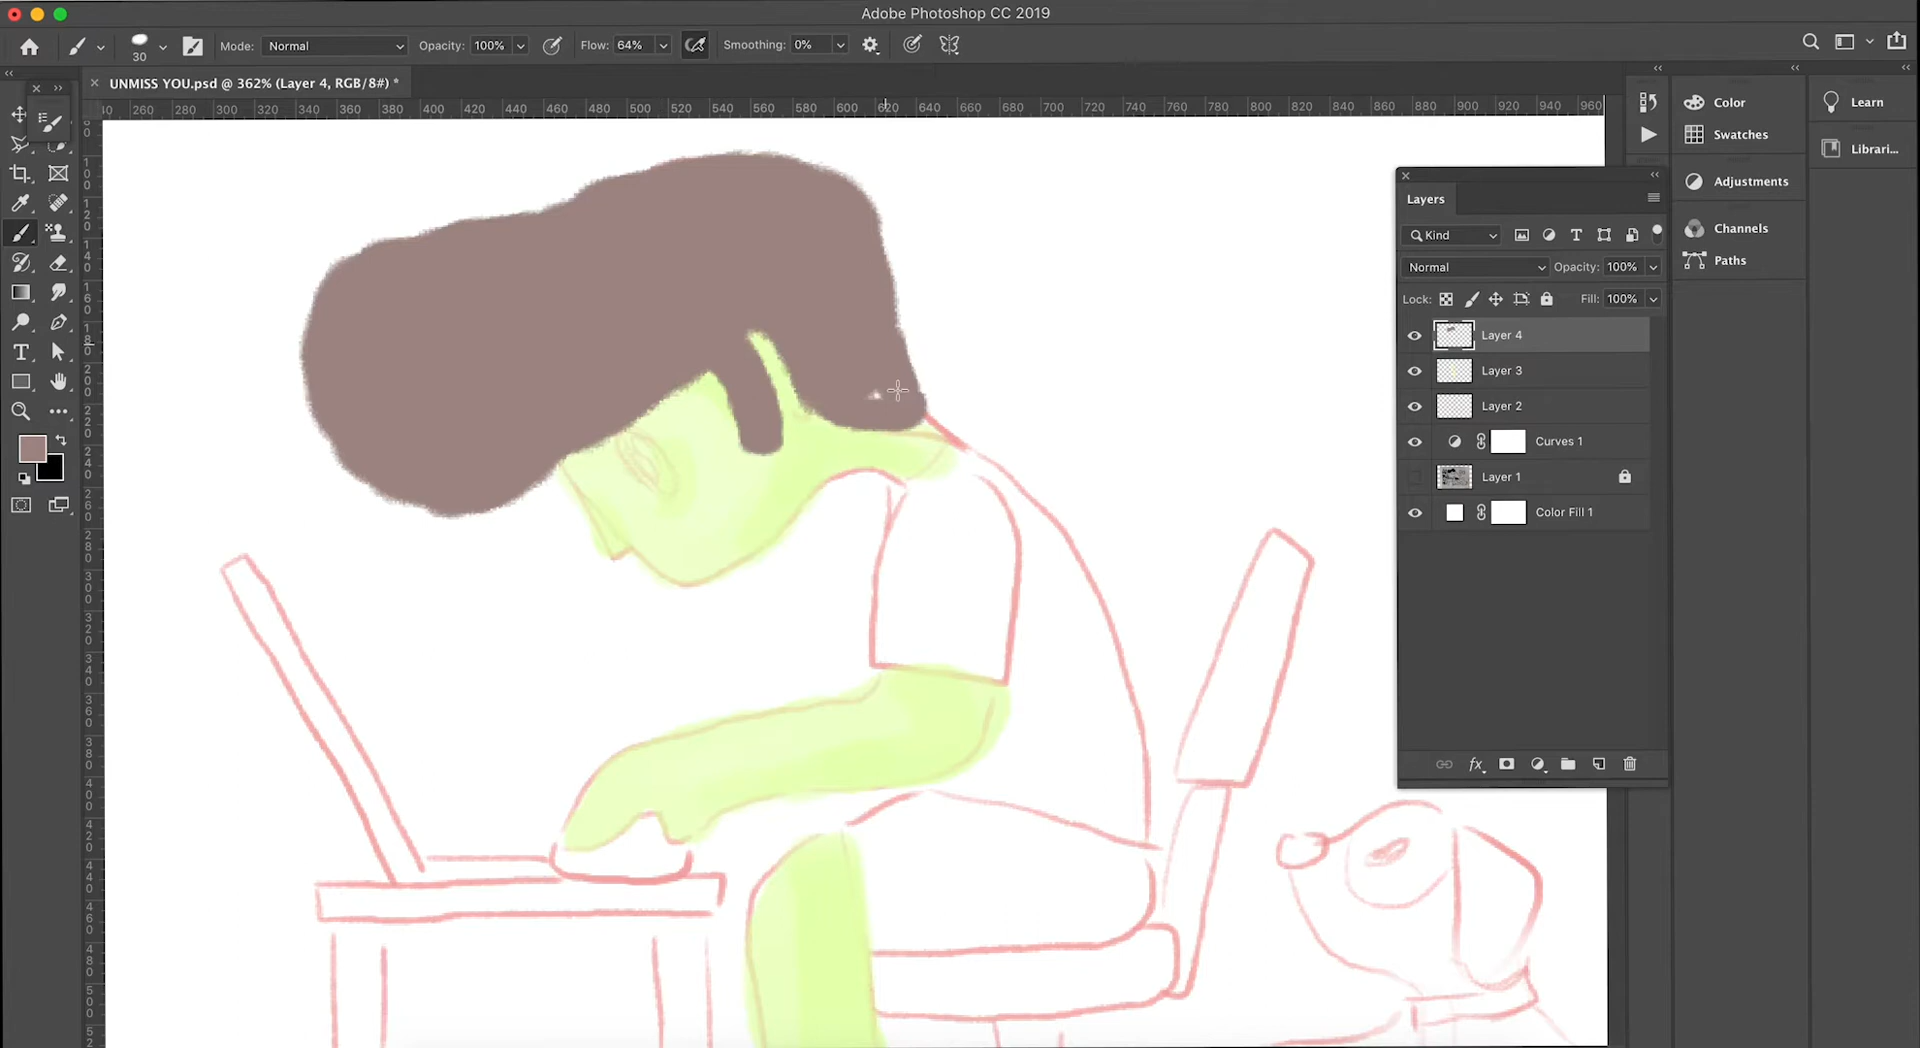 Adobe Photoshop CC 2019
30
Mode: Normal
Opacity: 100%
Flow: 64%
Smoothing: 0%
UNMISS YOU.psd @ 362% (Layer 4, RGB/8#) *
260 280 300 320 340 360 380 400 420 440 460 480 500 520 540 560 580 600 620 640 660 680 700 720 740 760 780 800 820 840 860 880 900 920 940 960
Color
Swatches
Adjustments
Channels
Paths
Learn
Librari...
Layers
Kind
Normal
Opacity: 100%
Lock:
Fill: 100%
Layer 4
Layer 3
Layer 2
Curves 1
Layer 1
Color Fill 1
fx